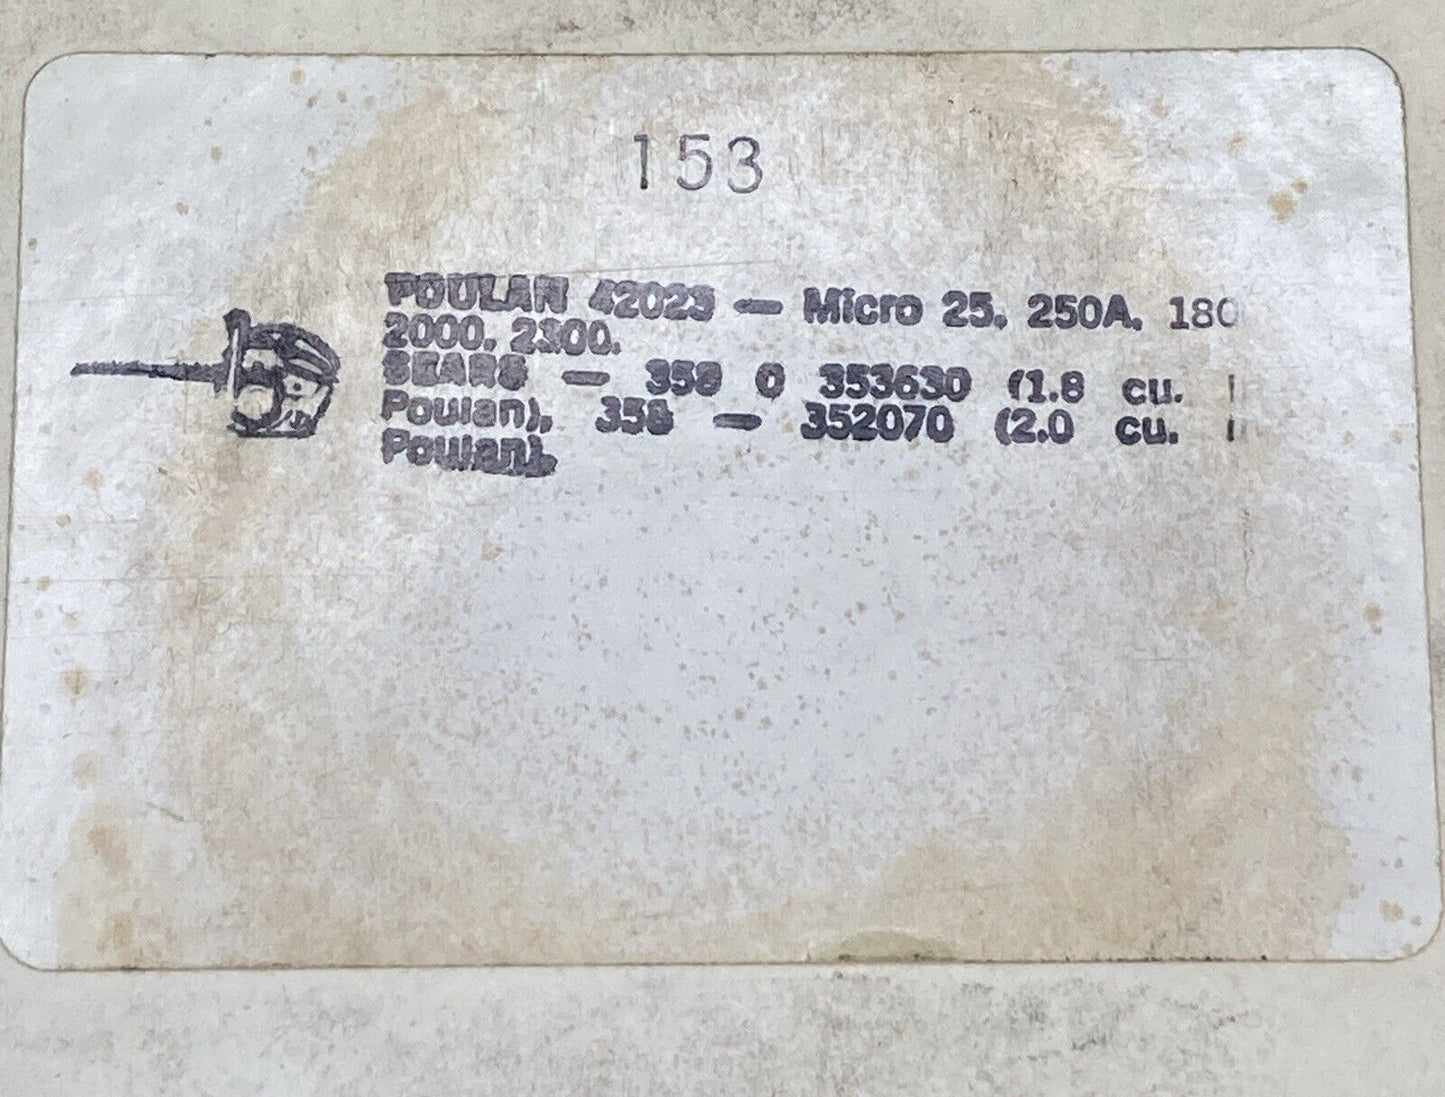 153
POULAN 42023 — Micro 25, 250A, 180
2000, 2300.
SEARS — 358 0 353630 (1.8 cu. i
Poulan), 358 — 352070 (2.0 cu. i
Poulan).